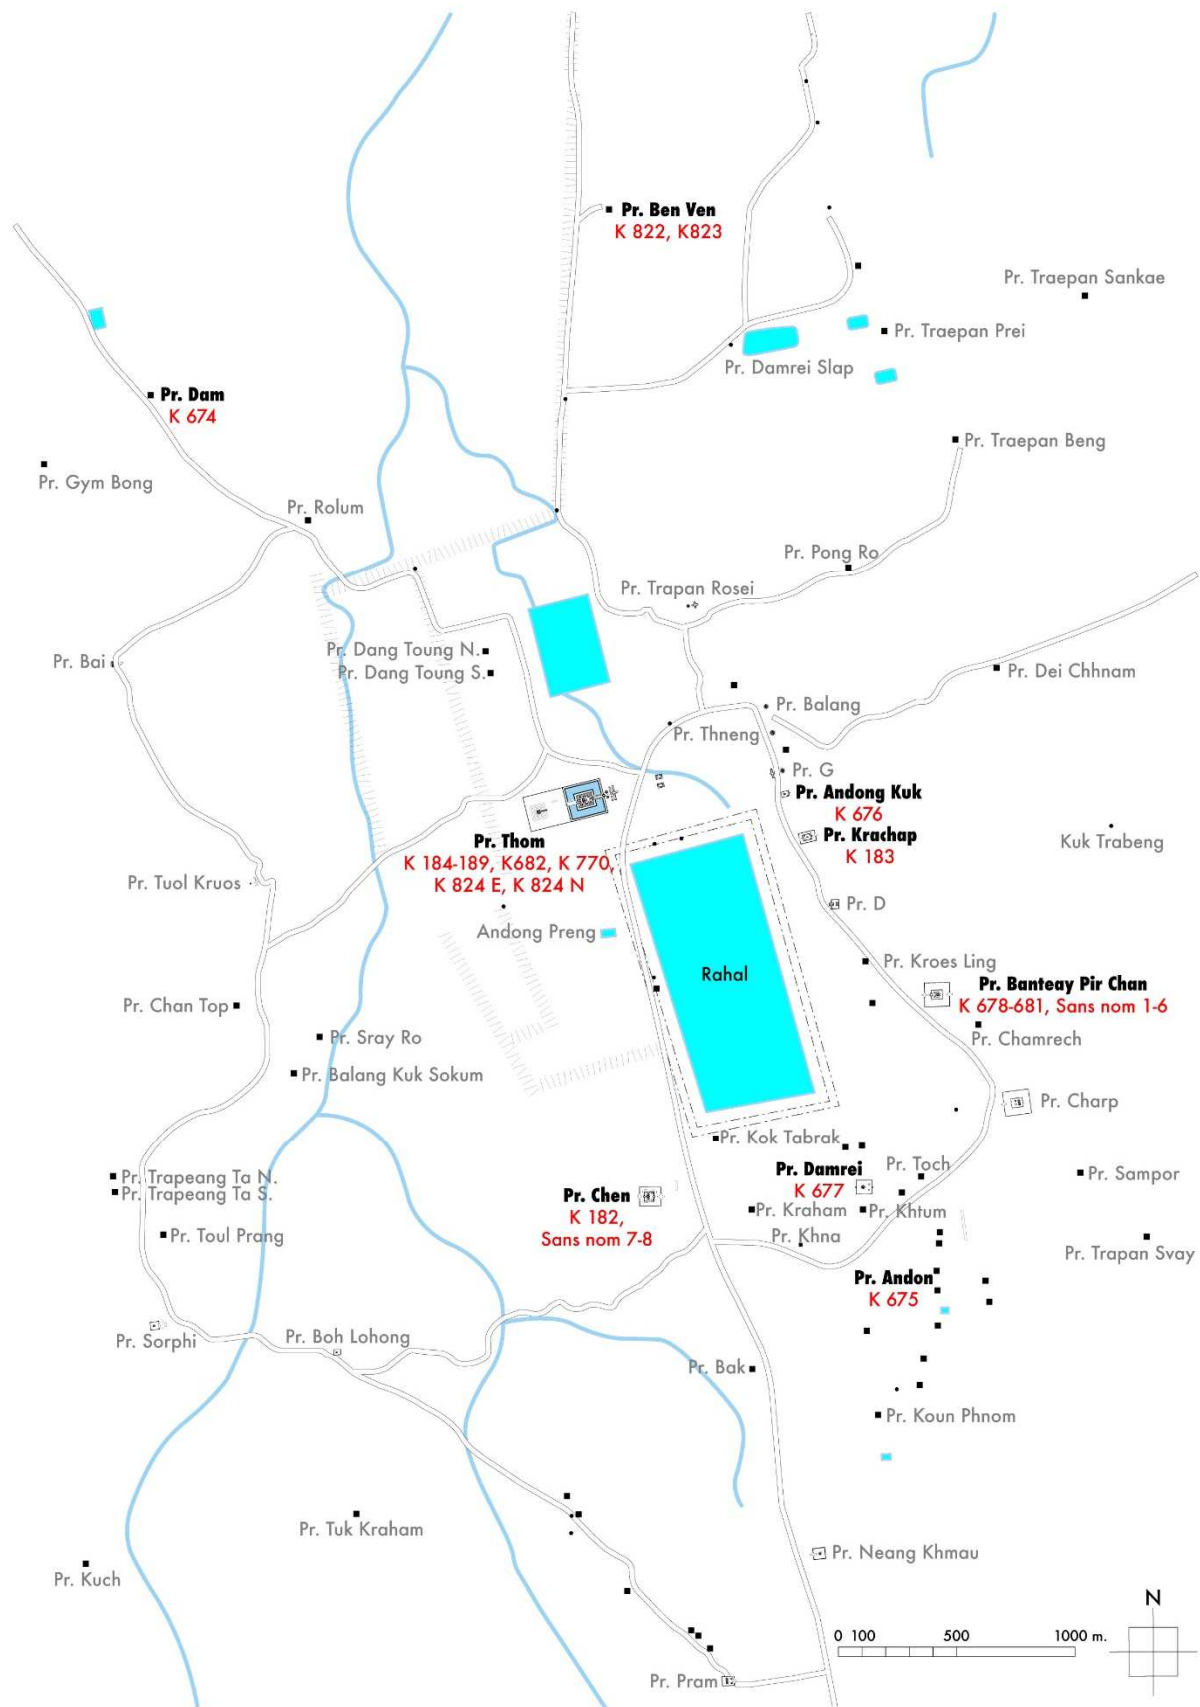 Pr. Ben Ven
K 822, K823
Pr. Traepan Sankae
Pr. Traepan Prei
Pr. Damrei Slap
Pr. Dam
K 674
Pr. Traepan Beng
Pr. Gym Bong
Pr. Rolum
Pr. Pong Ro
Pr. Trapan Rosei
Pr. Dang Toung N.
Pr. Bai
Pr. Dang Toung S.
Pr. Dei Chhnam
Pr. Balang
Pr. Thneng
Pr. G
Pr. Andong Kuk
K 676
Pr. Krachap
K 183
Kuk Trabeng
Pr. Thom
K 184-189, K682, K 770,
K 824 E, K 824 N
Pr. Tuol Kruos
Pr. D
Andong Preng
Pr. Kroes Ling
Rahal
Pr. Banteay Pir Chan
K 678-681, Sans nom 1-6
Pr. Chan Top
Pr. Sray Ro
Pr. Chamrech
Pr. Balang Kuk Sokum
Pr. Charp
Pr. Kok Tabrak
Pr. Damrei
K 677
Pr. Toch
Pr. Sampor
Pr. Trapeang Ta N.
Pr. Trapeang Ta S.
Pr. Chen
K 182,
Sans nom 7-8
Pr. Kraham
Pr. Khtum
Pr. Toul Prang
Pr. Khna
Pr. Trapan Svay
Pr. Andon
K 675
Pr. Sorphi
Pr. Boh Lohong
Pr. Bak
Pr. Koun Phnom
Pr. Tuk Kraham
Pr. Neang Khmau
Pr. Kuch
N
0 100 500 1000 m.
Pr. Pram